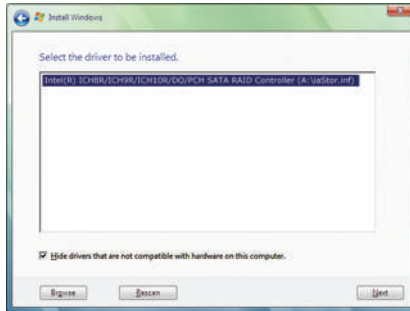 Install Windows
Select the driver to be installed.
Intel(R) ICH8R/ICH9R/ICH10R/DO/PCH SATA RAID Controller (A:\iaStor.inf)
Hide drivers that are not compatible with hardware on this computer.
Browse
Rescan
Next